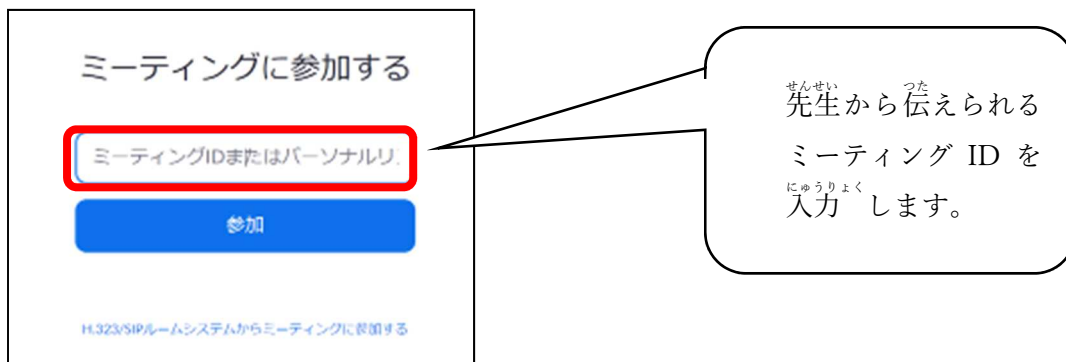 ミーティングに参加する
ミーティングIDまたはパーソナルリ
参加
H.323/SIPルームシステムからミーティングに参加する
せんせい つた
先生から伝えられる
ミーティング ID を
にゅうりょく
入力します。